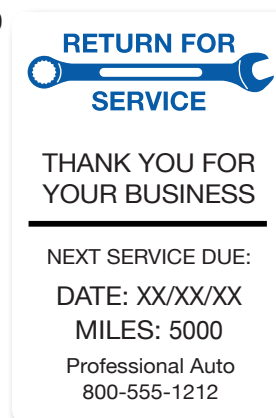 RETURN FOR
SERVICE
THANK YOU FOR
YOUR BUSINESS
NEXT SERVICE DUE:
DATE: XX/XX/XX
MILES: 5000
Professional Auto
800-555-1212